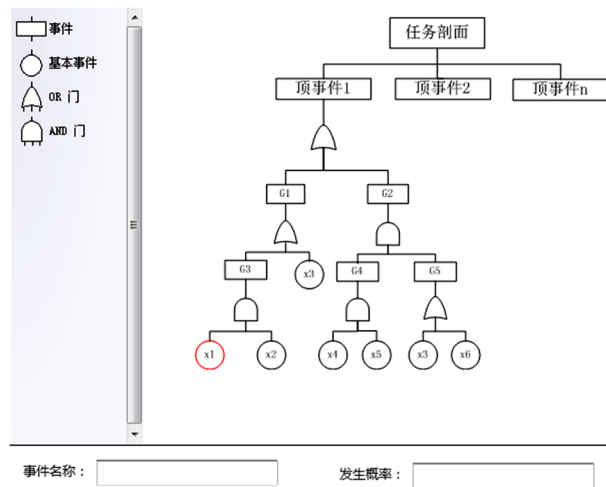 事件
基本事件
OR 门
AND 门
任务剖面
顶事件1 顶事件2 顶事件n
G1 G2
G3 x3 G4 G5
x1 x2 x4 x5 x3 x6
事件名称： 发生概率：